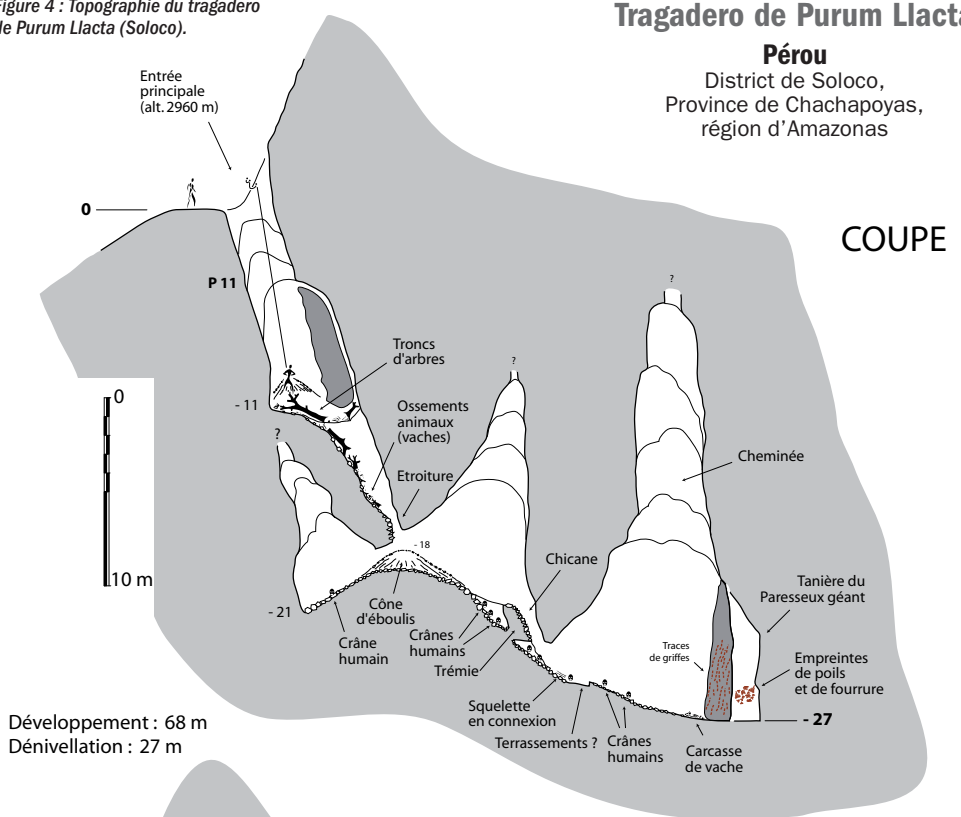 Figure 4 : Topographie du tragadero
de Purum Llacta (Soloco).
Tragadero de Purum Llacta
Pérou
District de Soloco,
Province de Chachapoyas,
région d’Amazonas
COUPE
Entrée
principale
(alt. 2960 m)
0
P 11
?
Troncs
d'arbres
?
- 11
0
Ossements
animaux
(vaches)
?
Cheminée
Etroiture
- 18
Chicane
10 m
Tanière du
Paresseux géant
- 21
Cône
d'éboulis
Crâne
humain
Crânes
humains
Trémie
Traces
de griffes
Empreintes
de poils
et de fourrure
Squelette
en connexion
Terrassements ?
Crânes
humains
Carcasse
de vache
- 27
Développement : 68 m
Dénivellation : 27 m